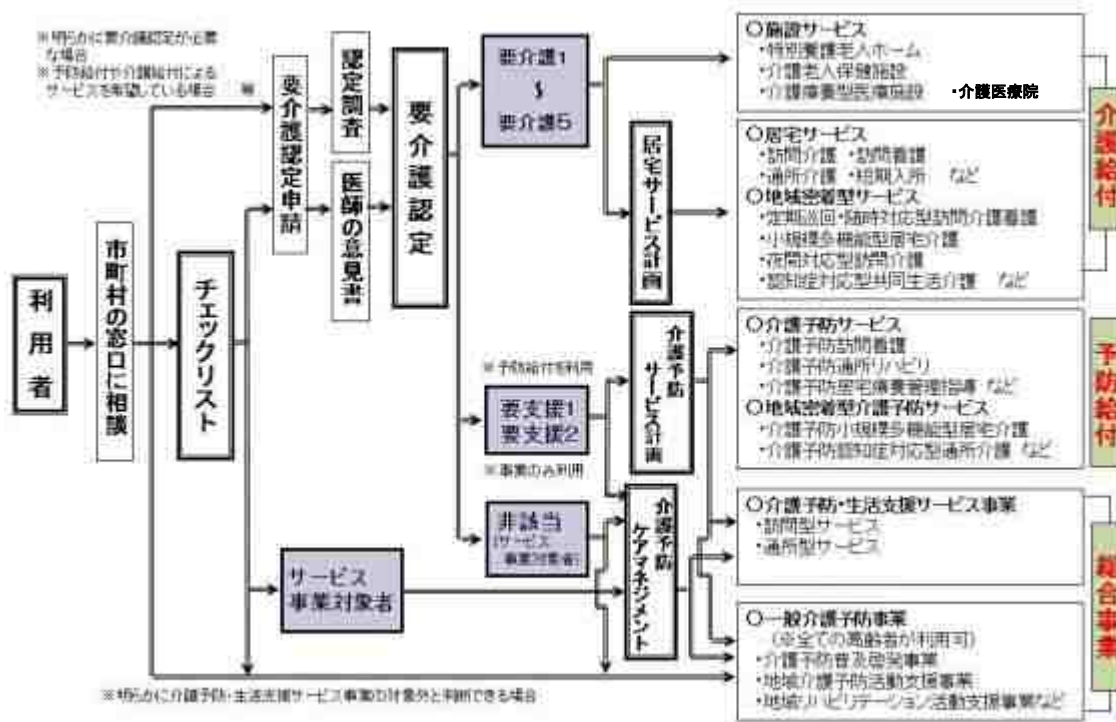 ※明らかに要介護認定が必要
な場合
※予防給付や介護給付による
サービスを希望している場合　等
利用者
市町村の窓口に相談
チェックリスト
要介護認定申請
認定調査
医師の意見書
要介護認定
要介護1
〜
要介護5
※予防給付を利用
要支援1
要支援2
※事業のみ利用
非該当
(サービス
事業対象者)
サービス
事業対象者
居宅サービス計画
介護予防
サービス計画
介護予防
ケアマネジメント
○施設サービス
・特別養護老人ホーム
・介護老人保健施設
・介護療養型医療施設　・介護医療院
○居宅サービス
・訪問介護　・訪問看護
・通所介護　・短期入所　など
○地域密着型サービス
・定期巡回・随時対応型訪問介護看護
・小規模多機能型居宅介護
・夜間対応型訪問介護
・認知症対応型共同生活介護　など
介護給付
○介護予防サービス
・介護予防訪問看護
・介護予防通所リハビリ
・介護予防居宅療養管理指導　など
○地域密着型介護予防サービス
・介護予防小規模多機能型居宅介護
・介護予防認知症対応型通所介護　など
予防給付
○介護予防・生活支援サービス事業
・訪問型サービス
・通所型サービス
○一般介護予防事業
(※全ての高齢者が利用可)
・介護予防普及啓発事業
・地域介護予防活動支援事業
・地域リハビリテーション活動支援事業など
総合事業
※明らかに介護予防・生活支援サービス事業の対象外と判断できる場合